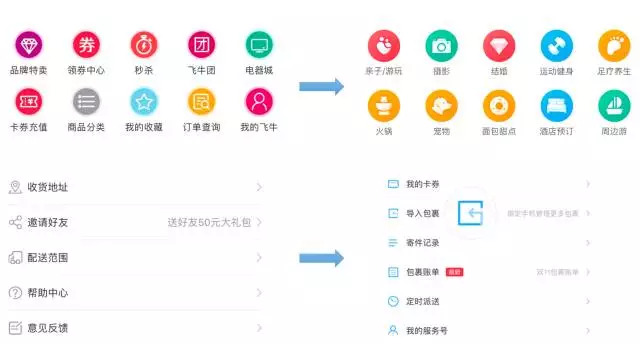 券
团
品牌特卖 领券中心 秒杀 飞牛团 电器城
卡券充值 商品分类 我的收藏 订单查询 我的飞牛
亲子/游玩 摄影 结婚 运动健身 足疗养生
火锅 宠物 面包甜点 酒店预订 周边游
收货地址
邀请好友 送好友50元大礼包
配送范围
帮助中心
意见反馈
我的卡券
导入包裹 绑定手机管理更多包裹
寄件记录
包裹账单 最新 双11包裹账单
定时派送
我的服务号